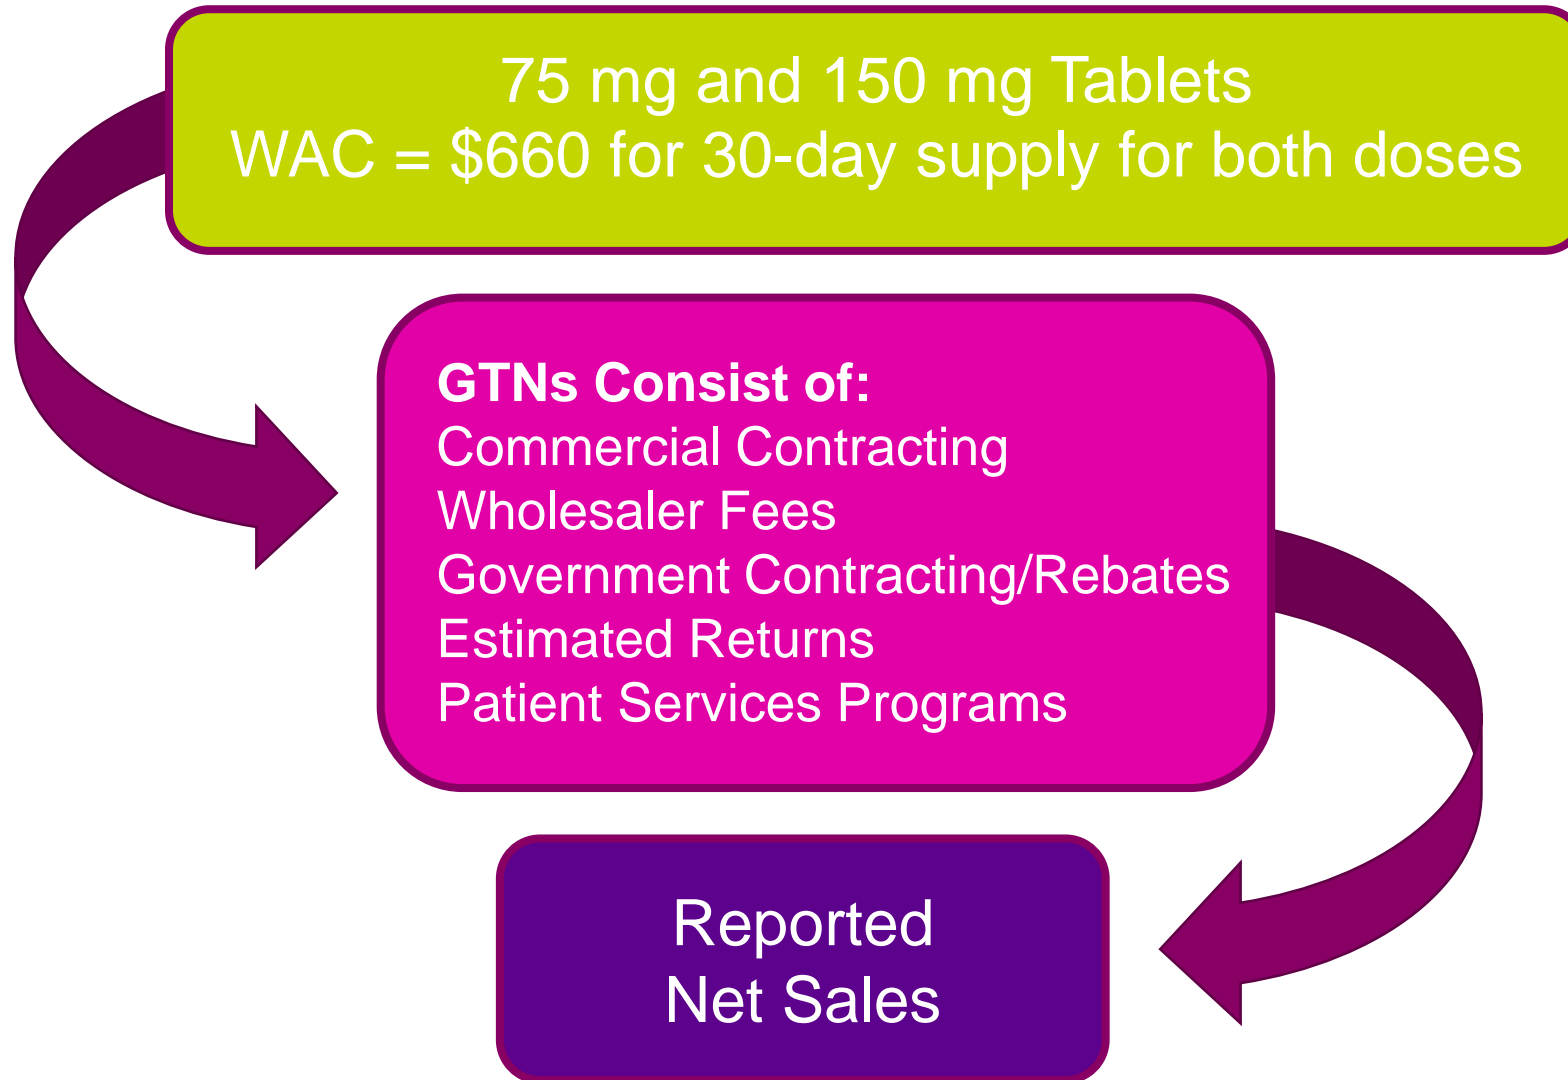 75 mg and 150 mg Tablets
WAC = $660 for 30-day supply for both doses
GTNs Consist of:
Commercial Contracting
Wholesaler Fees
Government Contracting/Rebates
Estimated Returns
Patient Services Programs
Reported
Net Sales